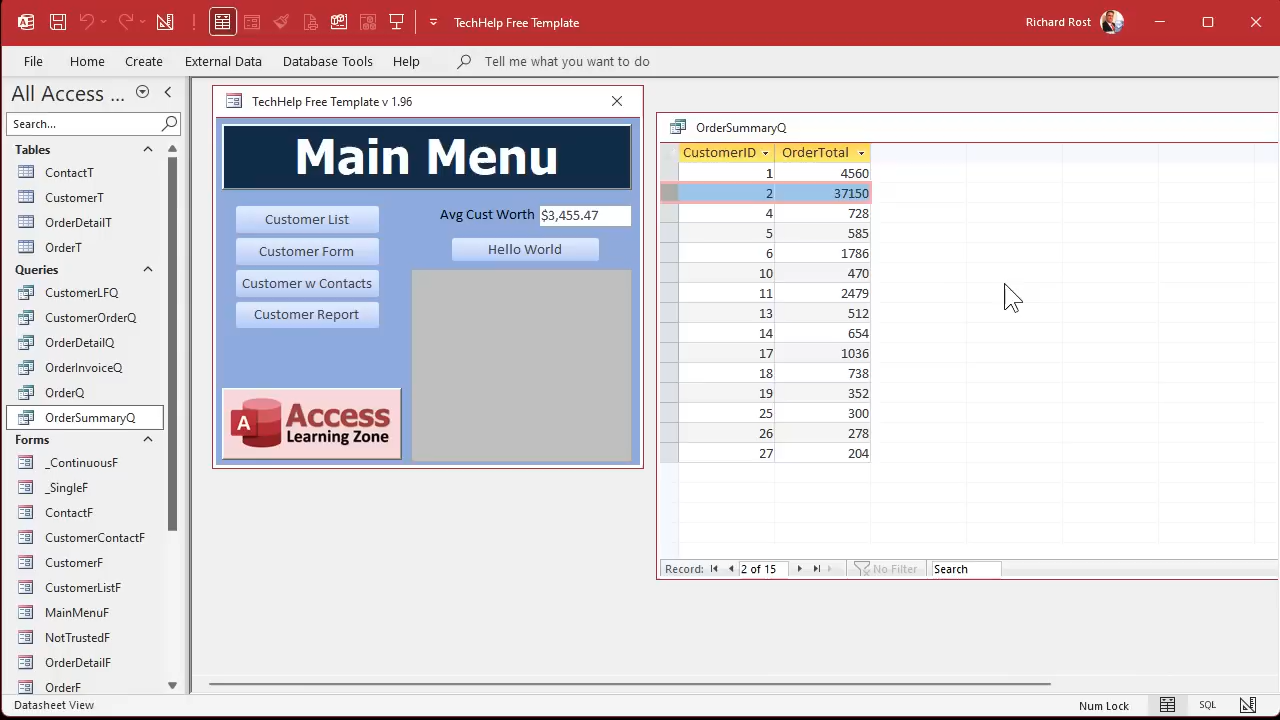 TechHelp Free Template
Richard Rost
File Home Create External Data Database Tools Help Tell me what you want to do
All Access ...
Search...
Tables
ContactT
CustomerT
OrderDetailT
OrderT
Queries
CustomerLFQ
CustomerOrderQ
OrderDetailQ
OrderInvoiceQ
OrderQ
OrderSummaryQ
Forms
_ContinuousF
_SingleF
ContactF
CustomerContactF
CustomerF
CustomerListF
MainMenuF
NotTrustedF
OrderDetailF
OrderF
TechHelp Free Template v 1.96
Main Menu
Customer List
Customer Form
Customer w Contacts
Customer Report
Avg Cust Worth $3,455.47
Hello World
A Access
Learning Zone
OrderSummaryQ
CustomerID OrderTotal
1 4560
2 37150
4 728
5 585
6 1786
10 470
11 2479
13 512
14 654
17 1036
18 738
19 352
25 300
26 278
27 204
Record: 2 of 15 No Filter Search
Datasheet View
Num Lock SQL